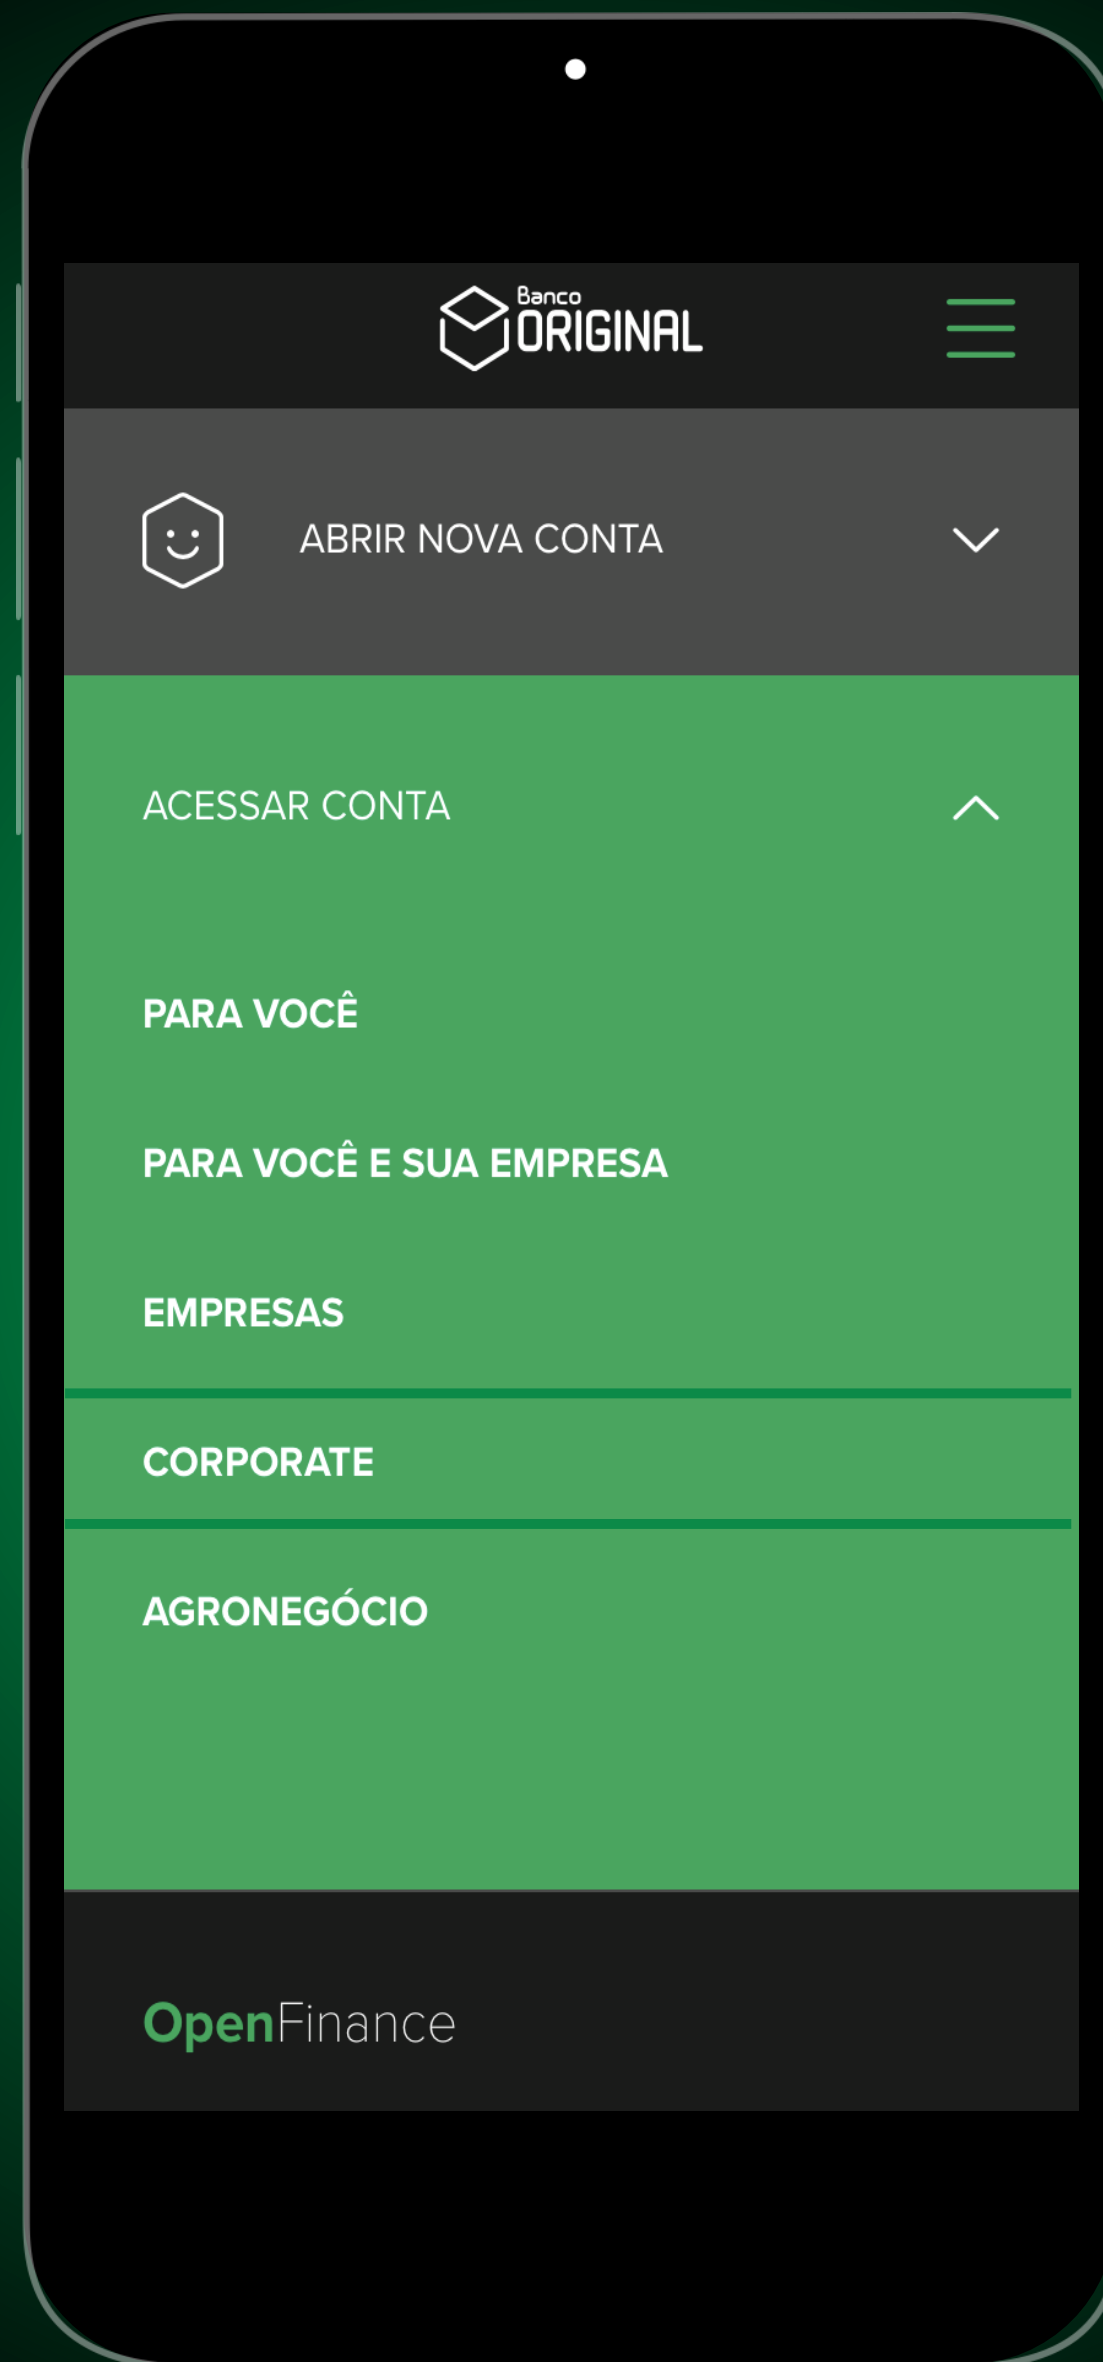 Banco
ORIGINAL
ABRIR NOVA CONTA
ACESSAR CONTA
PARA VOCÊ
PARA VOCÊ E SUA EMPRESA
EMPRESAS
CORPORATE
AGRONEGÓCIO
OpenFinance